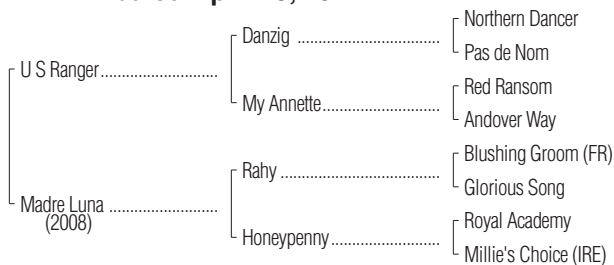 Northern Dancer
Danzig
Pas de Nom
U S Ranger
Red Ransom
My Annette
Andover Way
Blushing Groom (FR)
Rahy
Glorious Song
Madre Luna
(2008)
Royal Academy
Honeypenny
Millie's Choice (IRE)